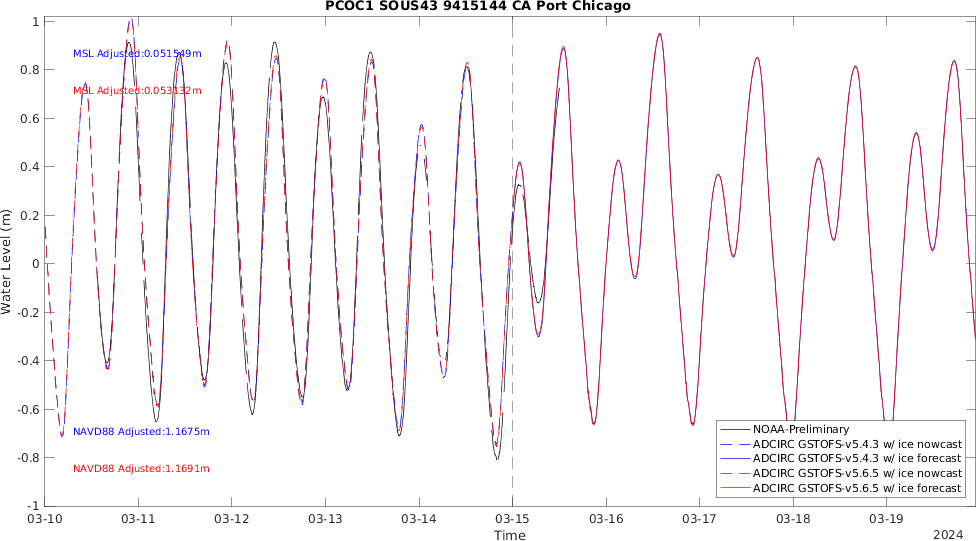 PCOC1 SOUS43 9415144 CA Port Chicago
MSL Adjusted:0.051549m
MSL Adjusted:0.053132m
NAVD88 Adjusted:1.1675m
NAVD88 Adjusted:1.1691m
Water Level (m)
1
0.8
0.6
0.4
0.2
0
-0.2
-0.4
-0.6
-0.8
-1
NOAA-Preliminary
ADCIRC GSTOFS-v5.4.3 w/ ice nowcast
ADCIRC GSTOFS-v5.4.3 w/ ice forecast
ADCIRC GSTOFS-v5.6.5 w/ ice nowcast
ADCIRC GSTOFS-v5.6.5 w/ ice forecast
03-10 03-11 03-12 03-13 03-14 03-15 03-16 03-17 03-18 03-19
Time
2024